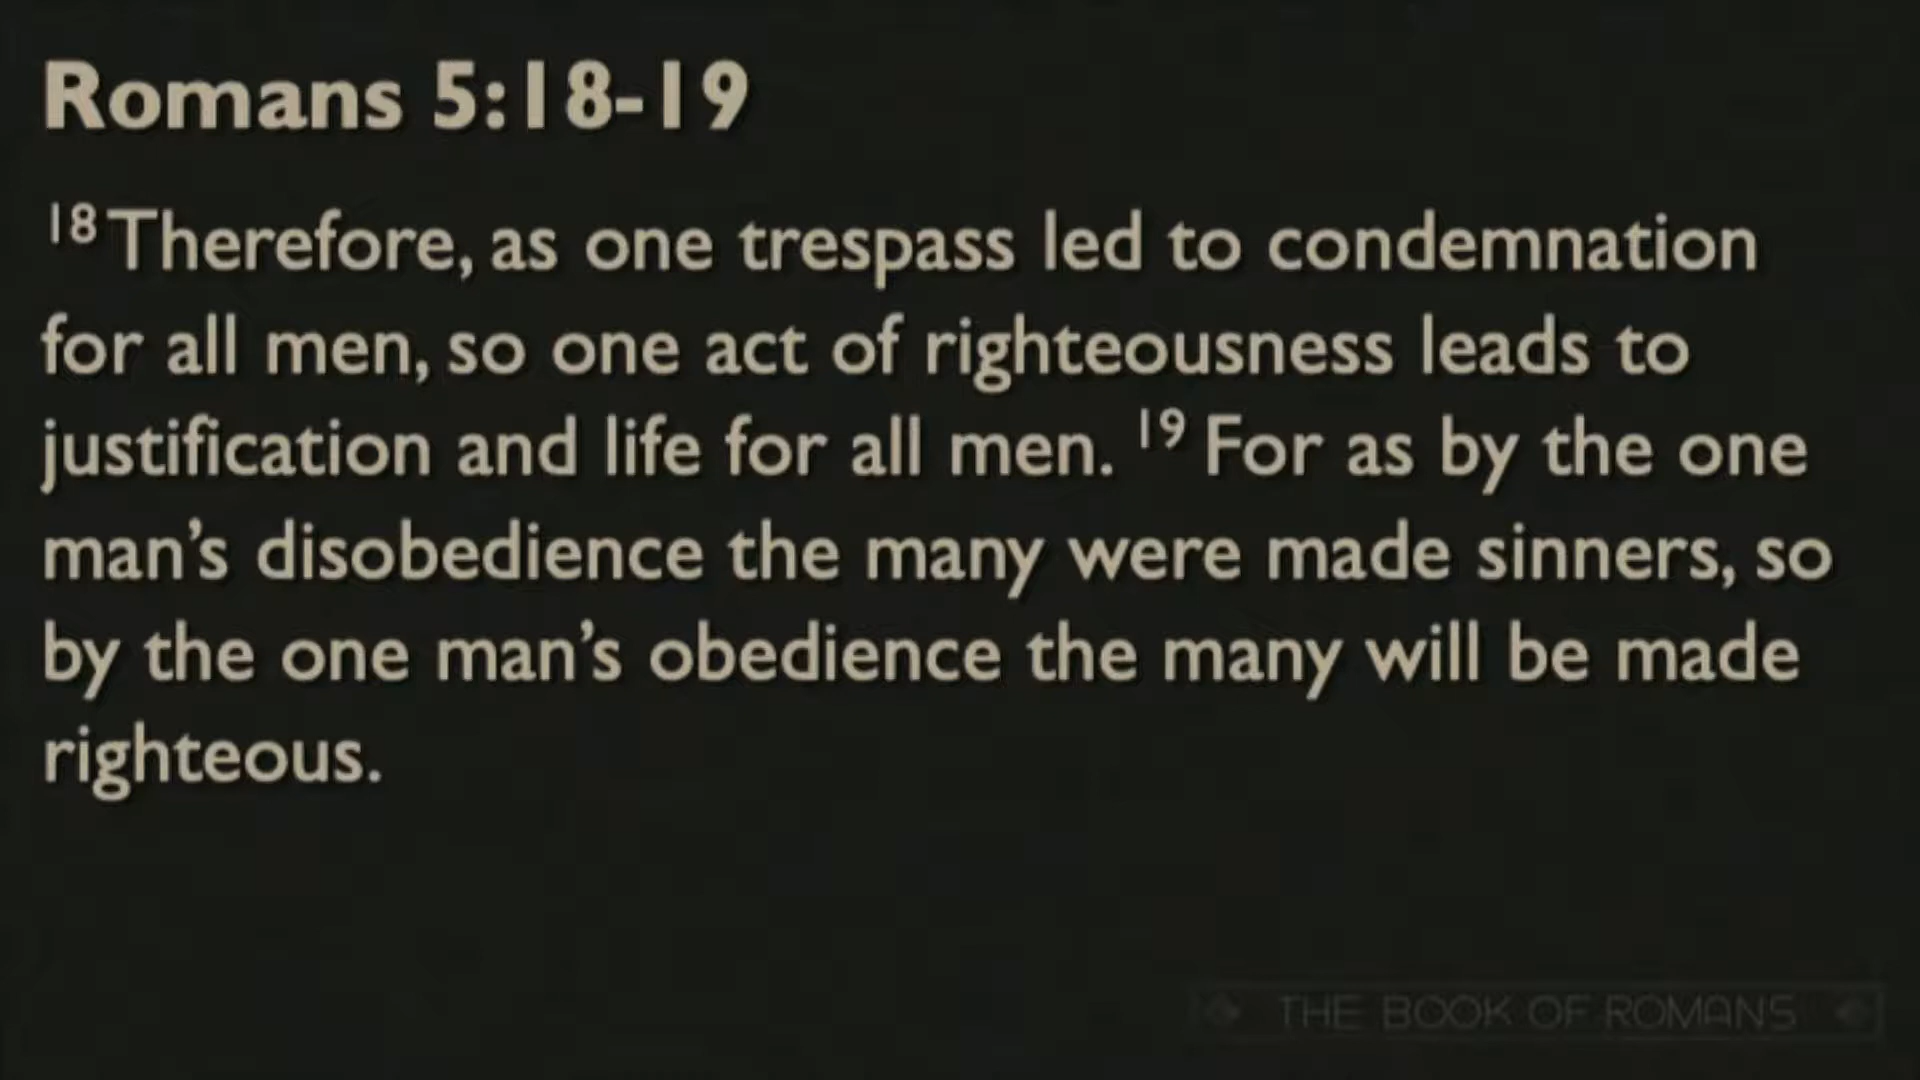 Romans 5:18-19
18 Therefore, as one trespass led to condemnation
for all men, so one act of righteousness leads to
justification and life for all men. 19 For as by the one
man’s disobedience the many were made sinners, so
by the one man’s obedience the many will be made
righteous.
THE BOOK OF ROMANS